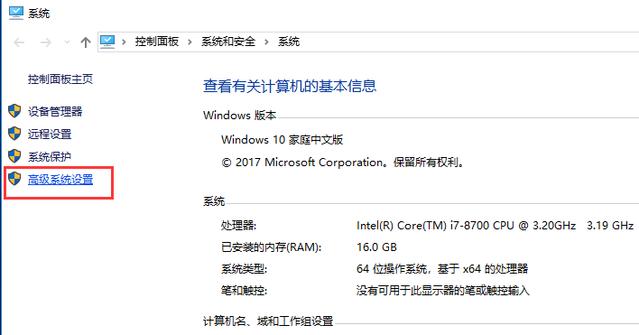 系统
控制面板 › 系统和安全 › 系统
控制面板主页
设备管理器
远程设置
系统保护
高级系统设置
查看有关计算机的基本信息
Windows 版本
Windows 10 家庭中文版
© 2017 Microsoft Corporation。保留所有权利。
系统
处理器: Intel(R) Core(TM) i7-8700 CPU @ 3.20GHz 3.19 GHz
已安装的内存(RAM): 16.0 GB
系统类型: 64 位操作系统，基于 x64 的处理器
笔和触控: 没有可用于此显示器的笔或触控输入
计算机名、域和工作组设置